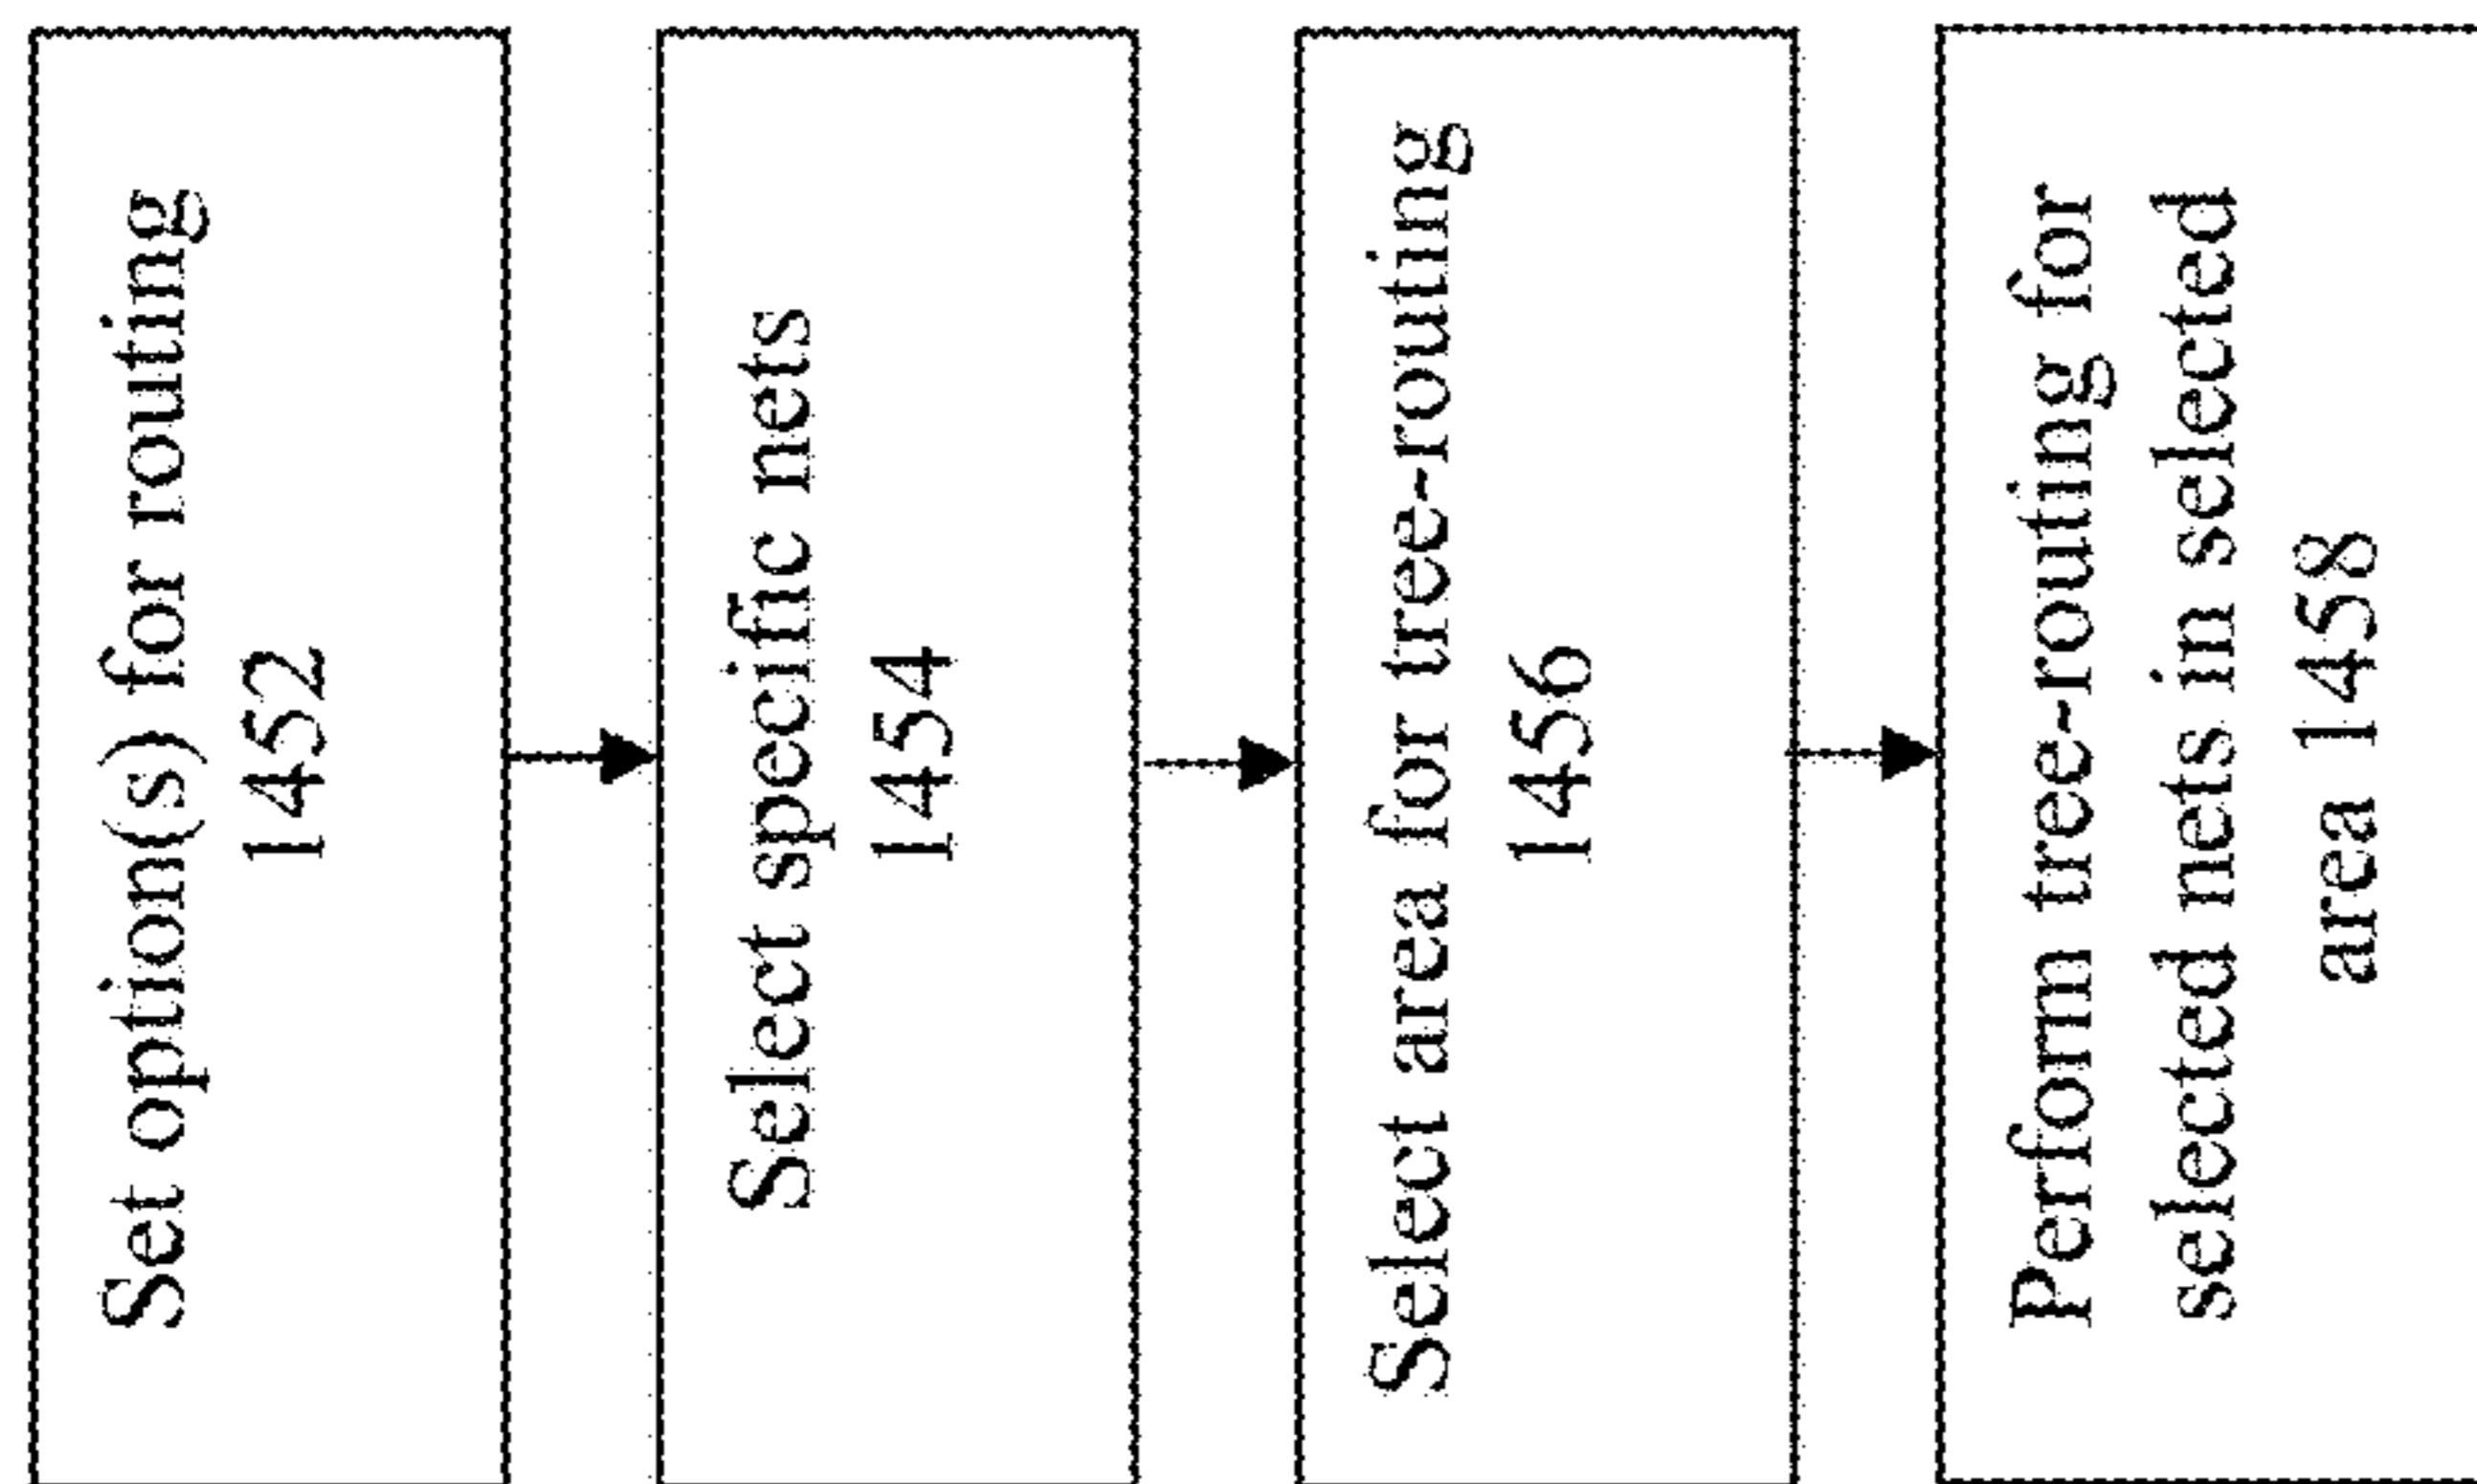 Set option(s) for routing
1452
Select specific nets
1454
Select area for tree-routing
1456
Perform tree-routing for
selected nets in selected
area 1458